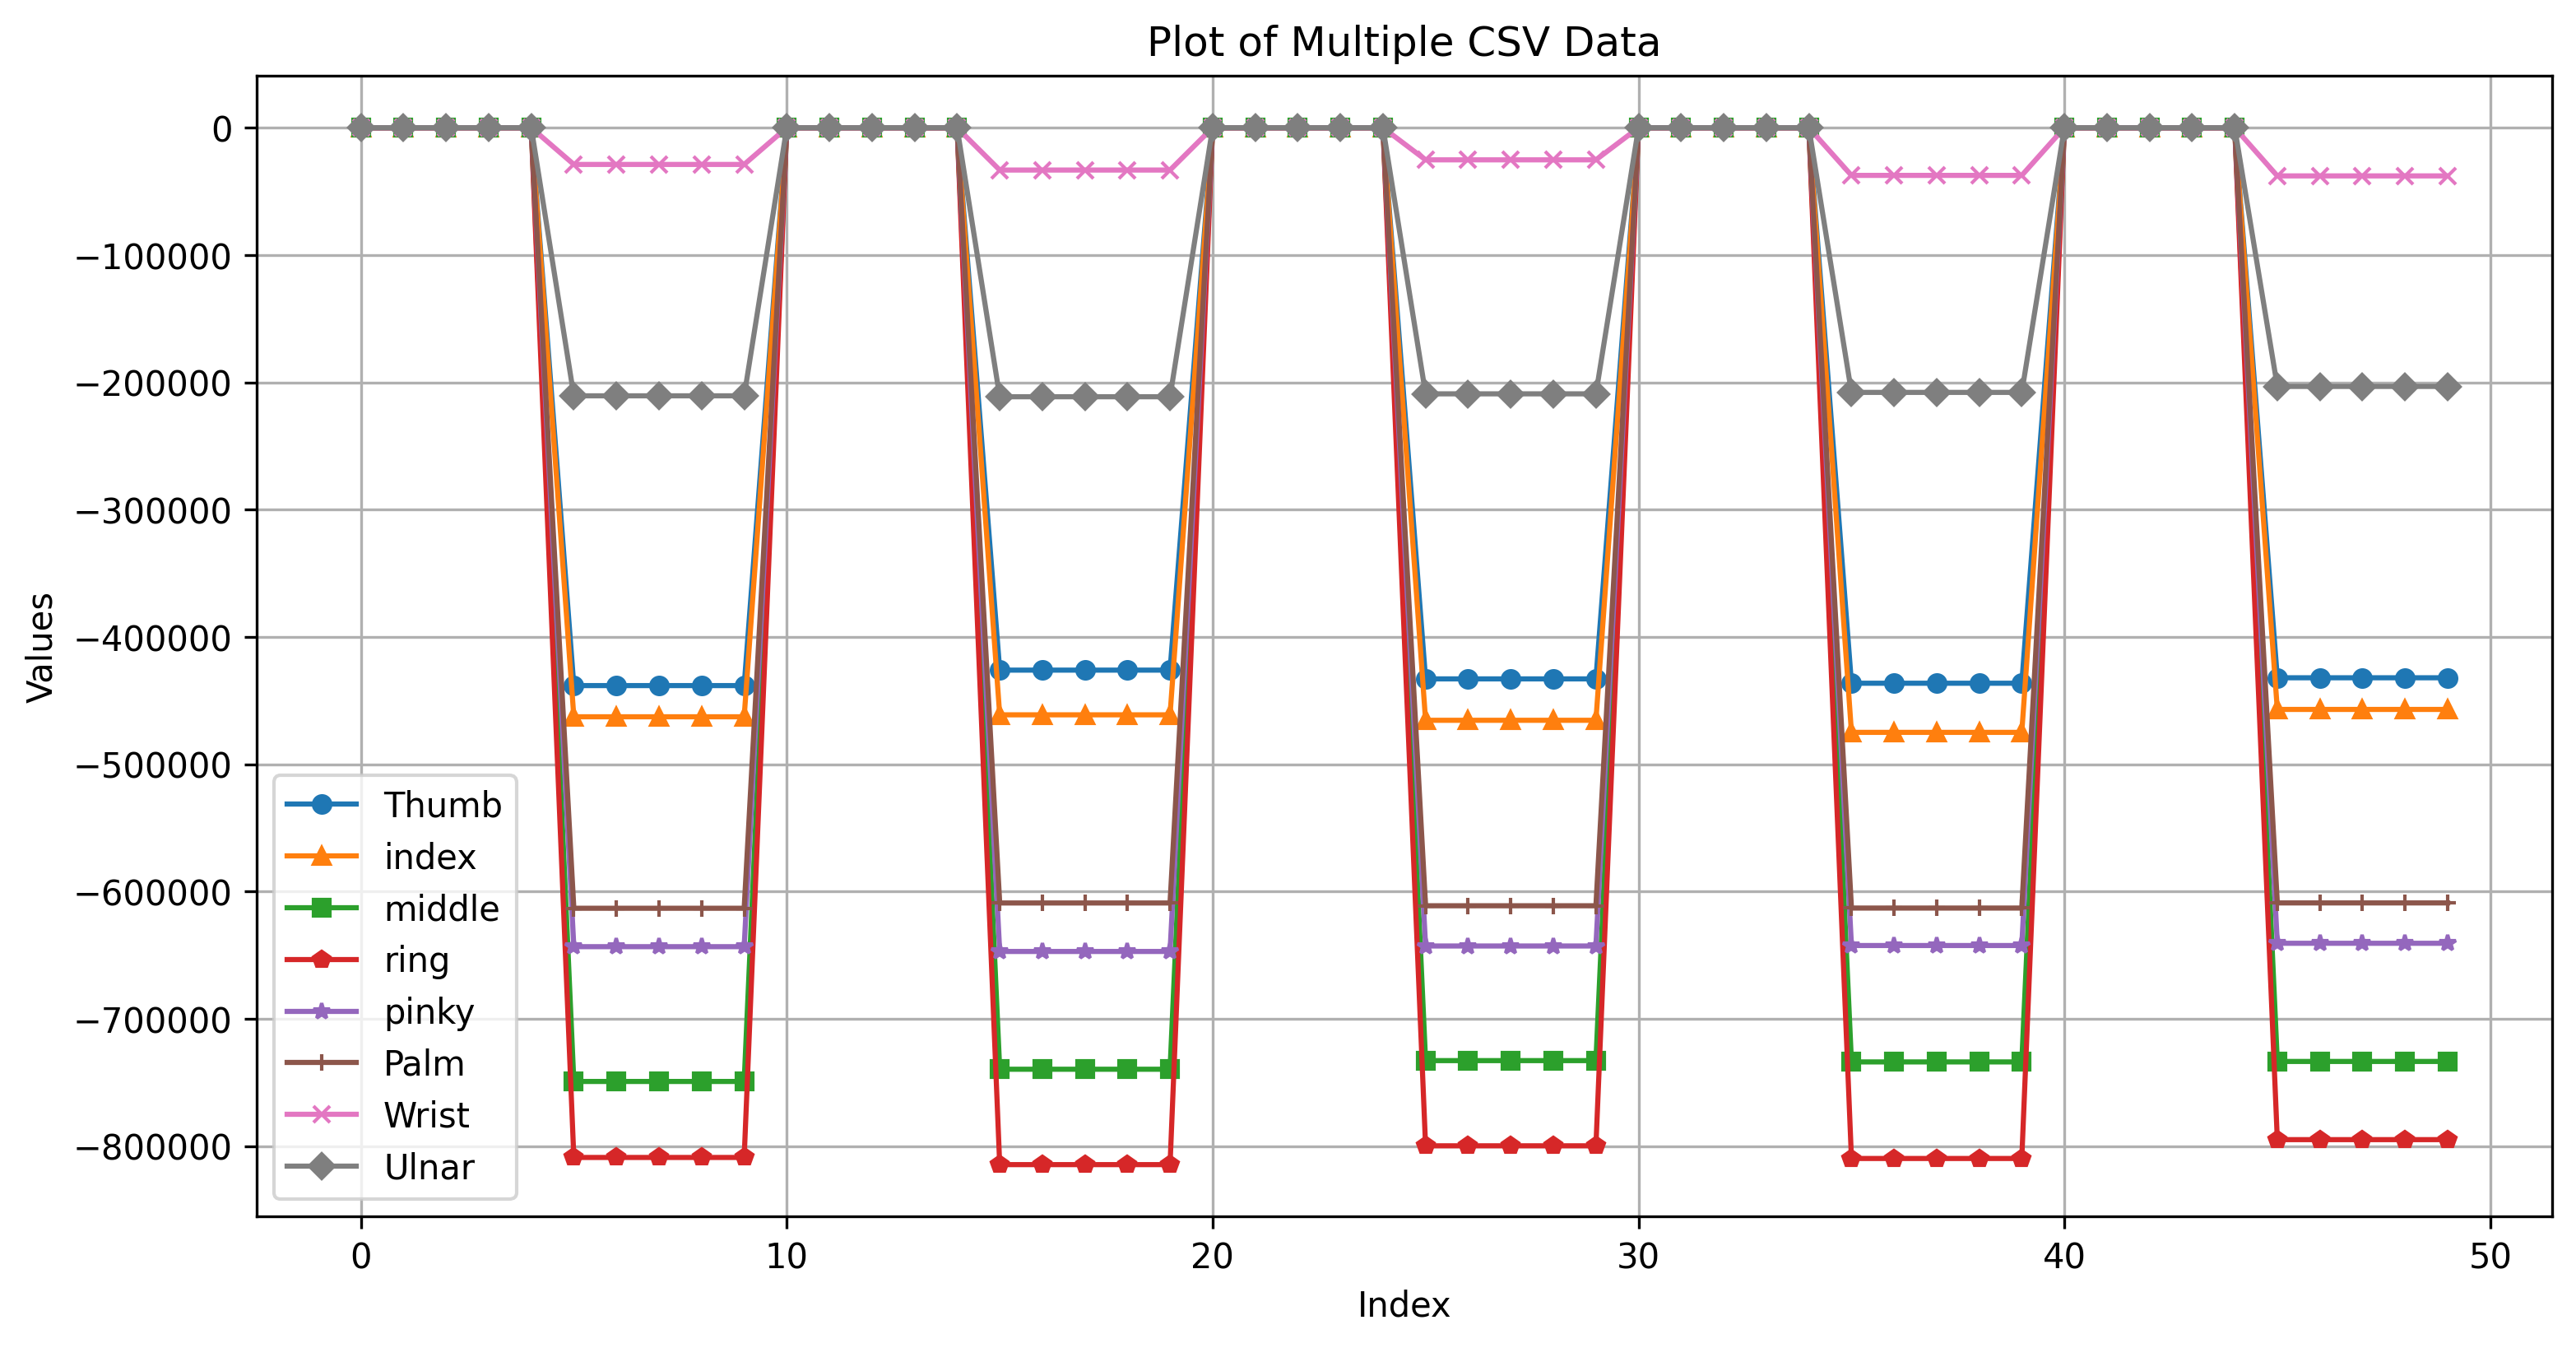 Plot of Multiple CSV Data
0
−100000
−200000
−300000
−400000
−500000
−600000
−700000
−800000
Values
Thumb
index
middle
ring
pinky
Palm
Wrist
Ulnar
0 10 20 30 40 50
Index